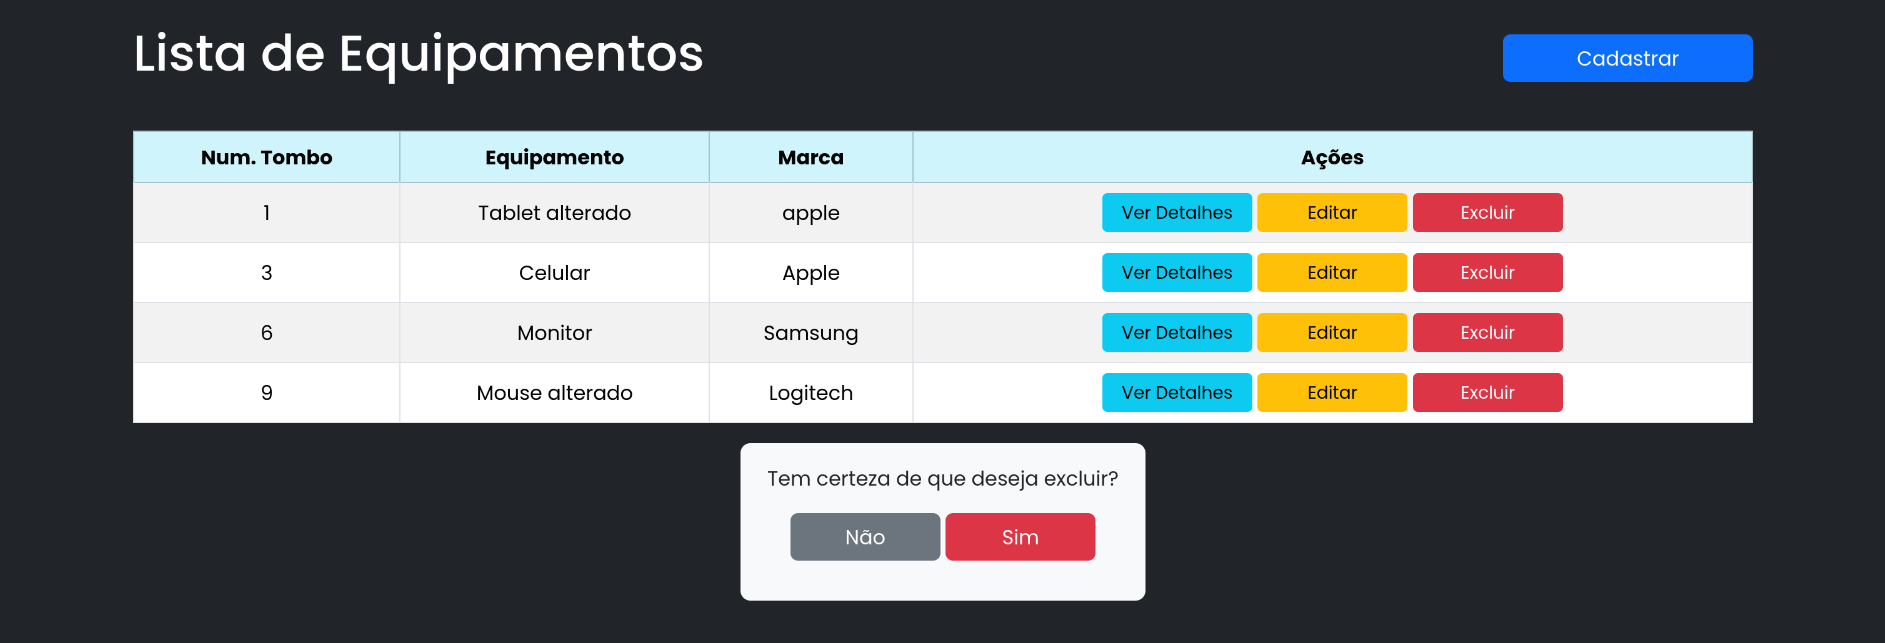 Lista de Equipamentos
Cadastrar
Num. Tombo Equipamento Marca Ações
1 Tablet alterado apple Ver Detalhes Editar Excluir
3 Celular Apple Ver Detalhes Editar Excluir
6 Monitor Samsung Ver Detalhes Editar Excluir
9 Mouse alterado Logitech Ver Detalhes Editar Excluir
Tem certeza de que deseja excluir?
Não Sim